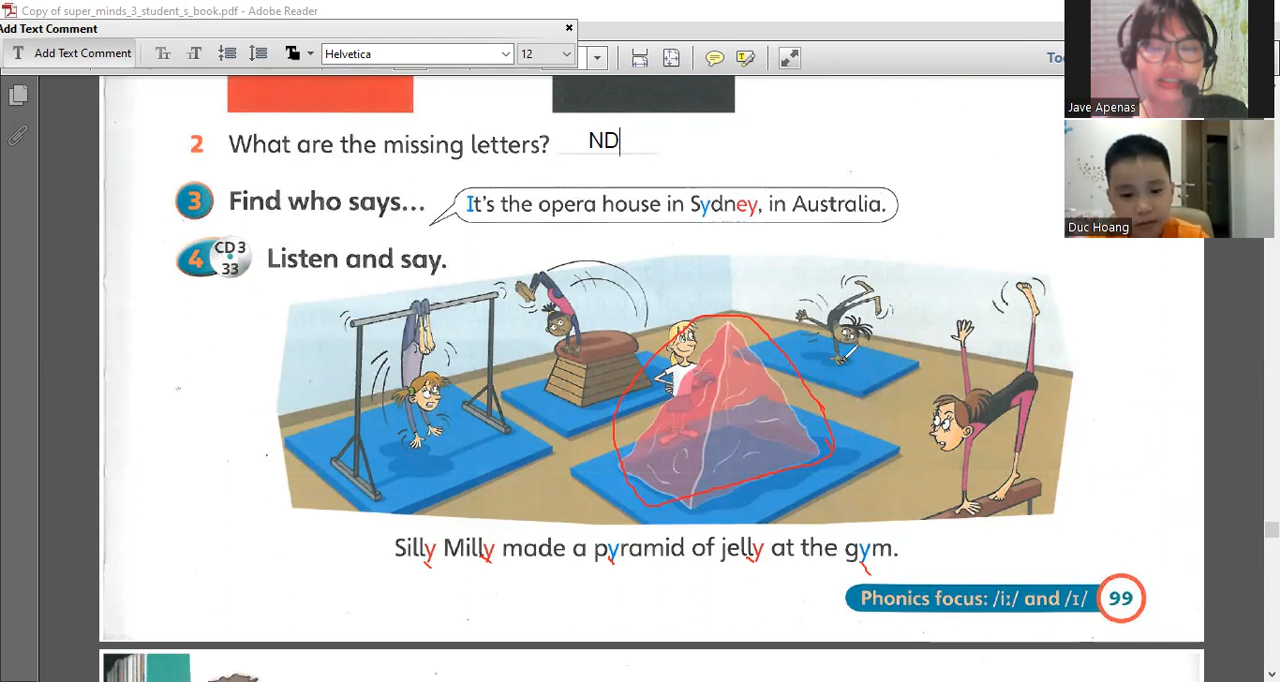 Copy of super_minds_3_student_s_book.pdf - Adobe Reader
Add Text Comment
T Add Text Comment Helvetica 12
Jave Apenas
Duc Hoang
2 What are the missing letters? ND
3 Find who says... It's the opera house in Sydney, in Australia.
4 CD 3 33 Listen and say.
Silly Milly made a pyramid of jelly at the gym.
Phonics focus: /iː/ and /ɪ/ 99